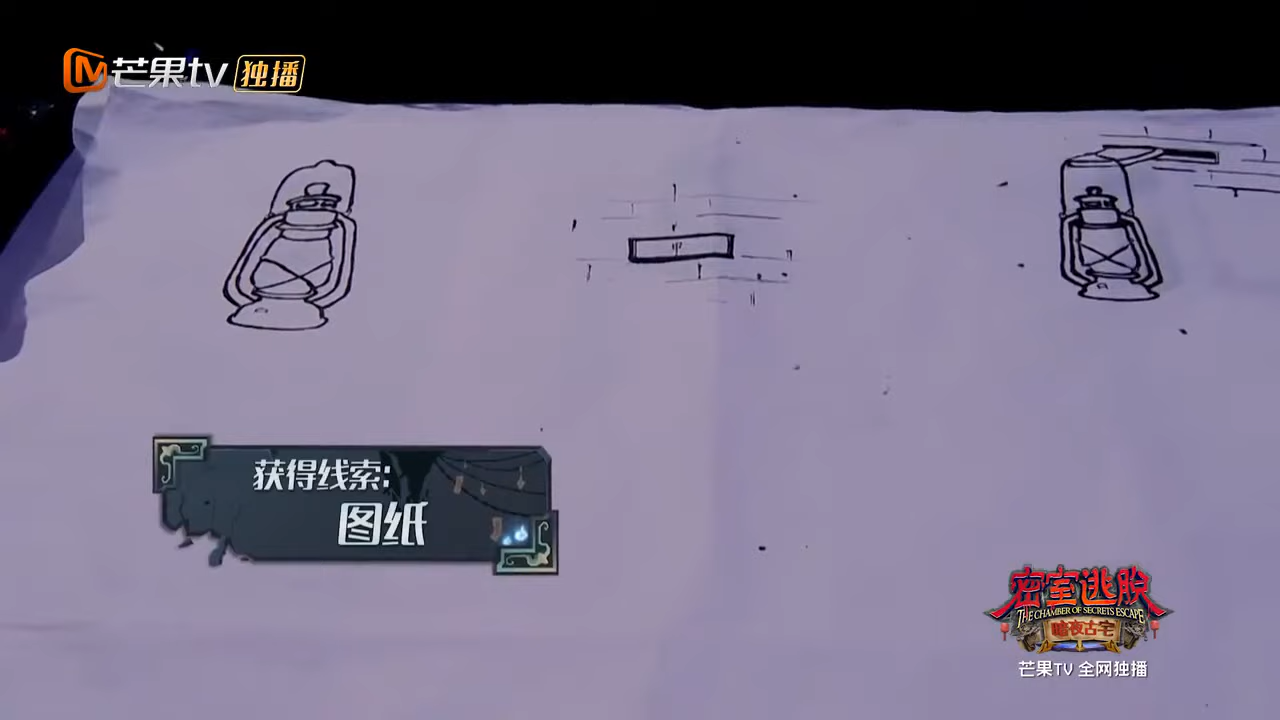 芒果tv 独播
获得线索:
图纸
密室逃脱
THE CHAMBER OF SECRETS ESCAPE
暗夜古宅
芒果TV 全网独播